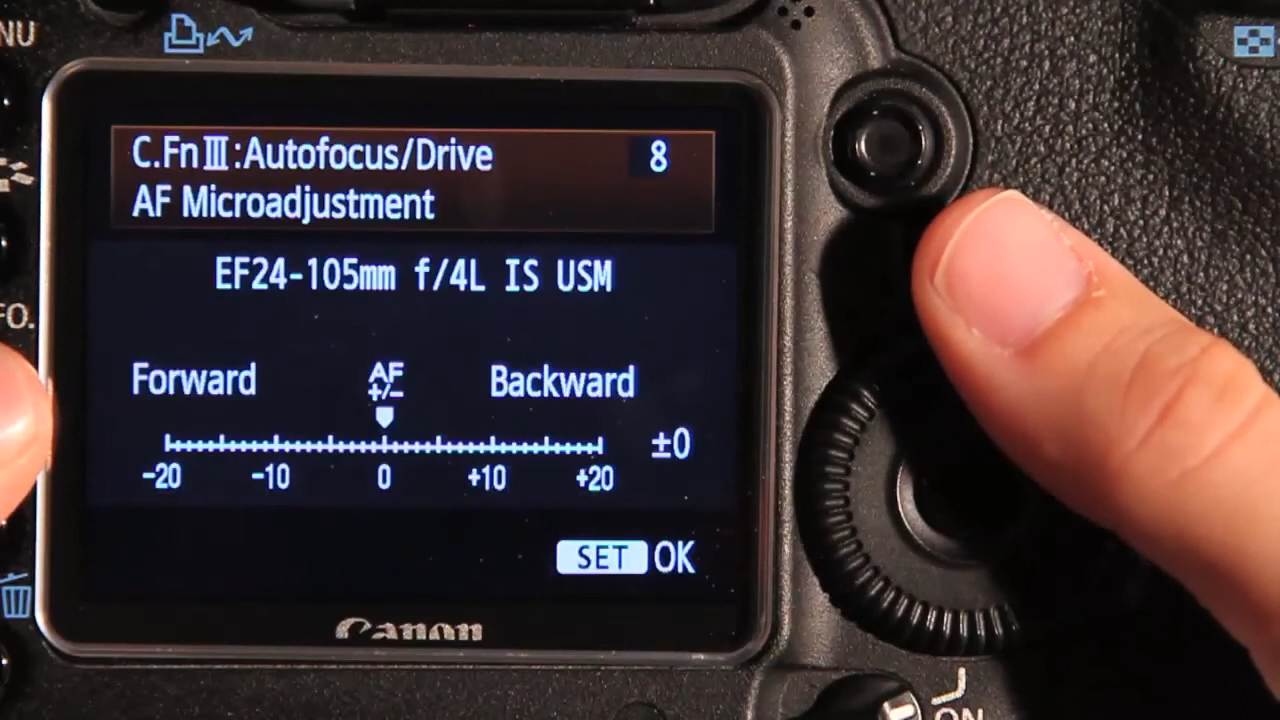 NU
C.FnⅢ:Autofocus/Drive 8
AF Microadjustment
EF24-105mm f/4L IS USM
FO.
Forward AF +/- Backward
-20 -10 0 +10 +20 ±0
SET OK
Canon
ON